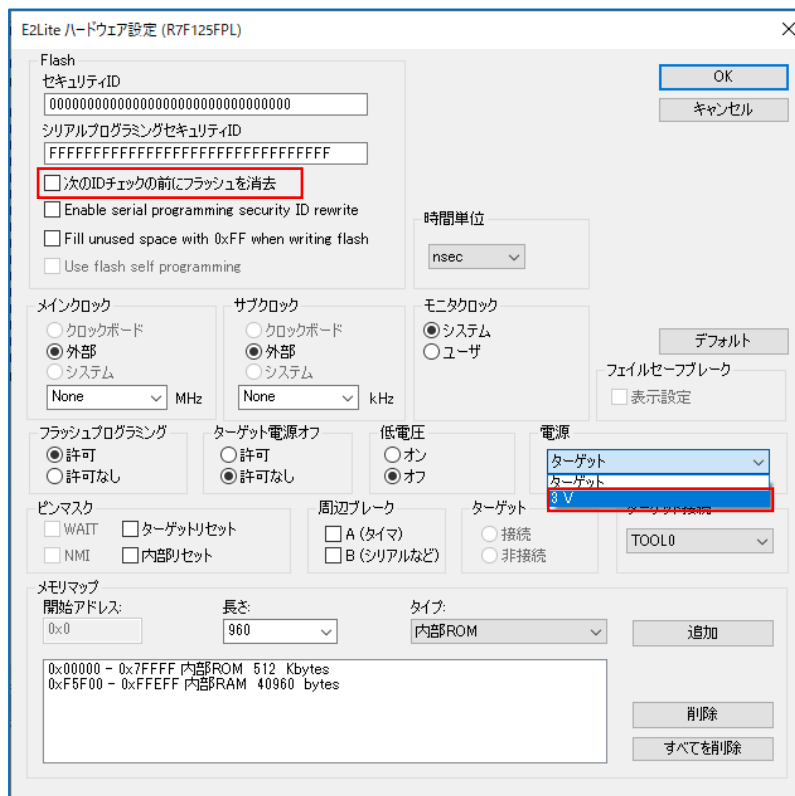 E2Lite ハードウェア設定 (R7F125FPL)
Flash
セキュリティID
00000000000000000000000000000000
シリアルプログラミングセキュリティID
FFFFFFFFFFFFFFFFFFFFFFFFFFFFFFFF
次のIDチェックの前にフラッシュを消去
Enable serial programming security ID rewrite
Fill unused space with 0xFF when writing flash
Use flash self programming
OK
キャンセル
時間単位
nsec
メインクロック
クロックボード
外部
システム
None MHz
サブクロック
クロックボード
外部
システム
None kHz
モニタクロック
システム
ユーザ
デフォルト
フェイルセーフブレーク
表示設定
フラッシュプログラミング
許可
許可なし
ターゲット電源オフ
許可
許可なし
低電圧
オン
オフ
電源
ターゲット
ターゲット
3 V
ピンマスク
WAIT ターゲットリセット
NMI 内部リセット
周辺ブレーク
A (タイマ)
B (シリアルなど)
ターゲット
接続
非接続
ターゲット接続
TOOL0
メモリマップ
開始アドレス: 長さ: タイプ:
0x0 960 内部ROM 追加
0x00000 - 0x7FFFF 内部ROM 512 Kbytes
0xF5F00 - 0xFFEFF 内部RAM 40960 bytes
削除
すべてを削除